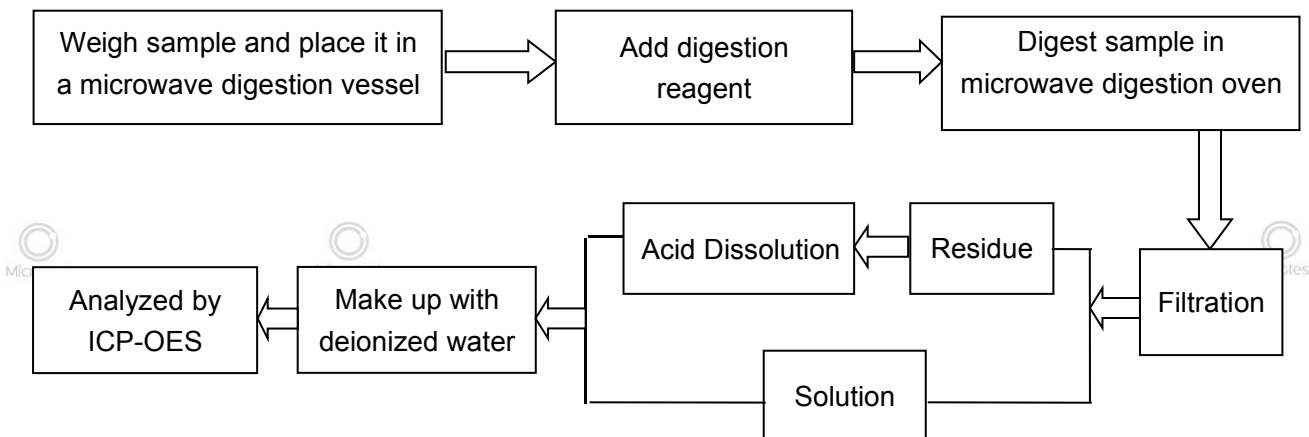 Weigh sample and place it in
a microwave digestion vessel
Add digestion
reagent
Digest sample in
microwave digestion oven
Filtration
Residue
Acid Dissolution
Solution
Make up with
deionized water
Analyzed by
ICP-OES